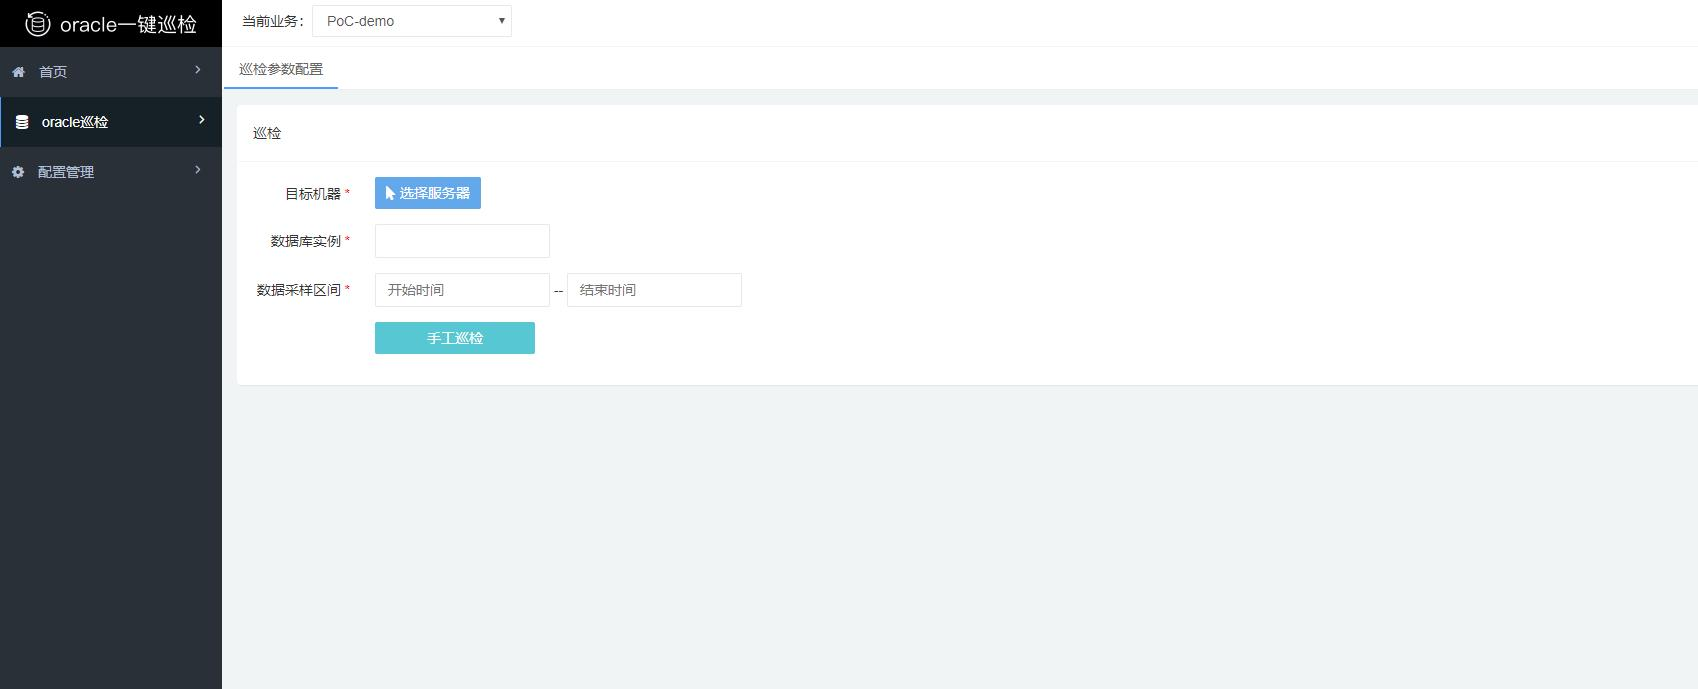 oracle一键巡检
当前业务：
PoC-demo
首页
oracle巡检
配置管理
巡检参数配置
巡检
目标机器 *
选择服务器
数据库实例 *
数据采样区间 *
开始时间 -- 结束时间
手工巡检